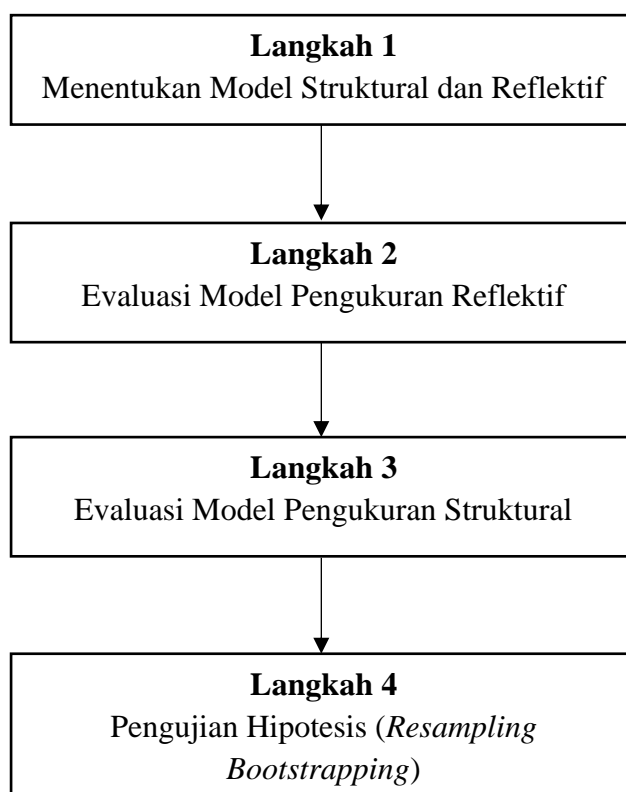 Langkah 1
Menentukan Model Struktural dan Reflektif
Langkah 2
Evaluasi Model Pengukuran Reflektif
Langkah 3
Evaluasi Model Pengukuran Struktural
Langkah 4
Pengujian Hipotesis (Resampling
Bootstrapping)